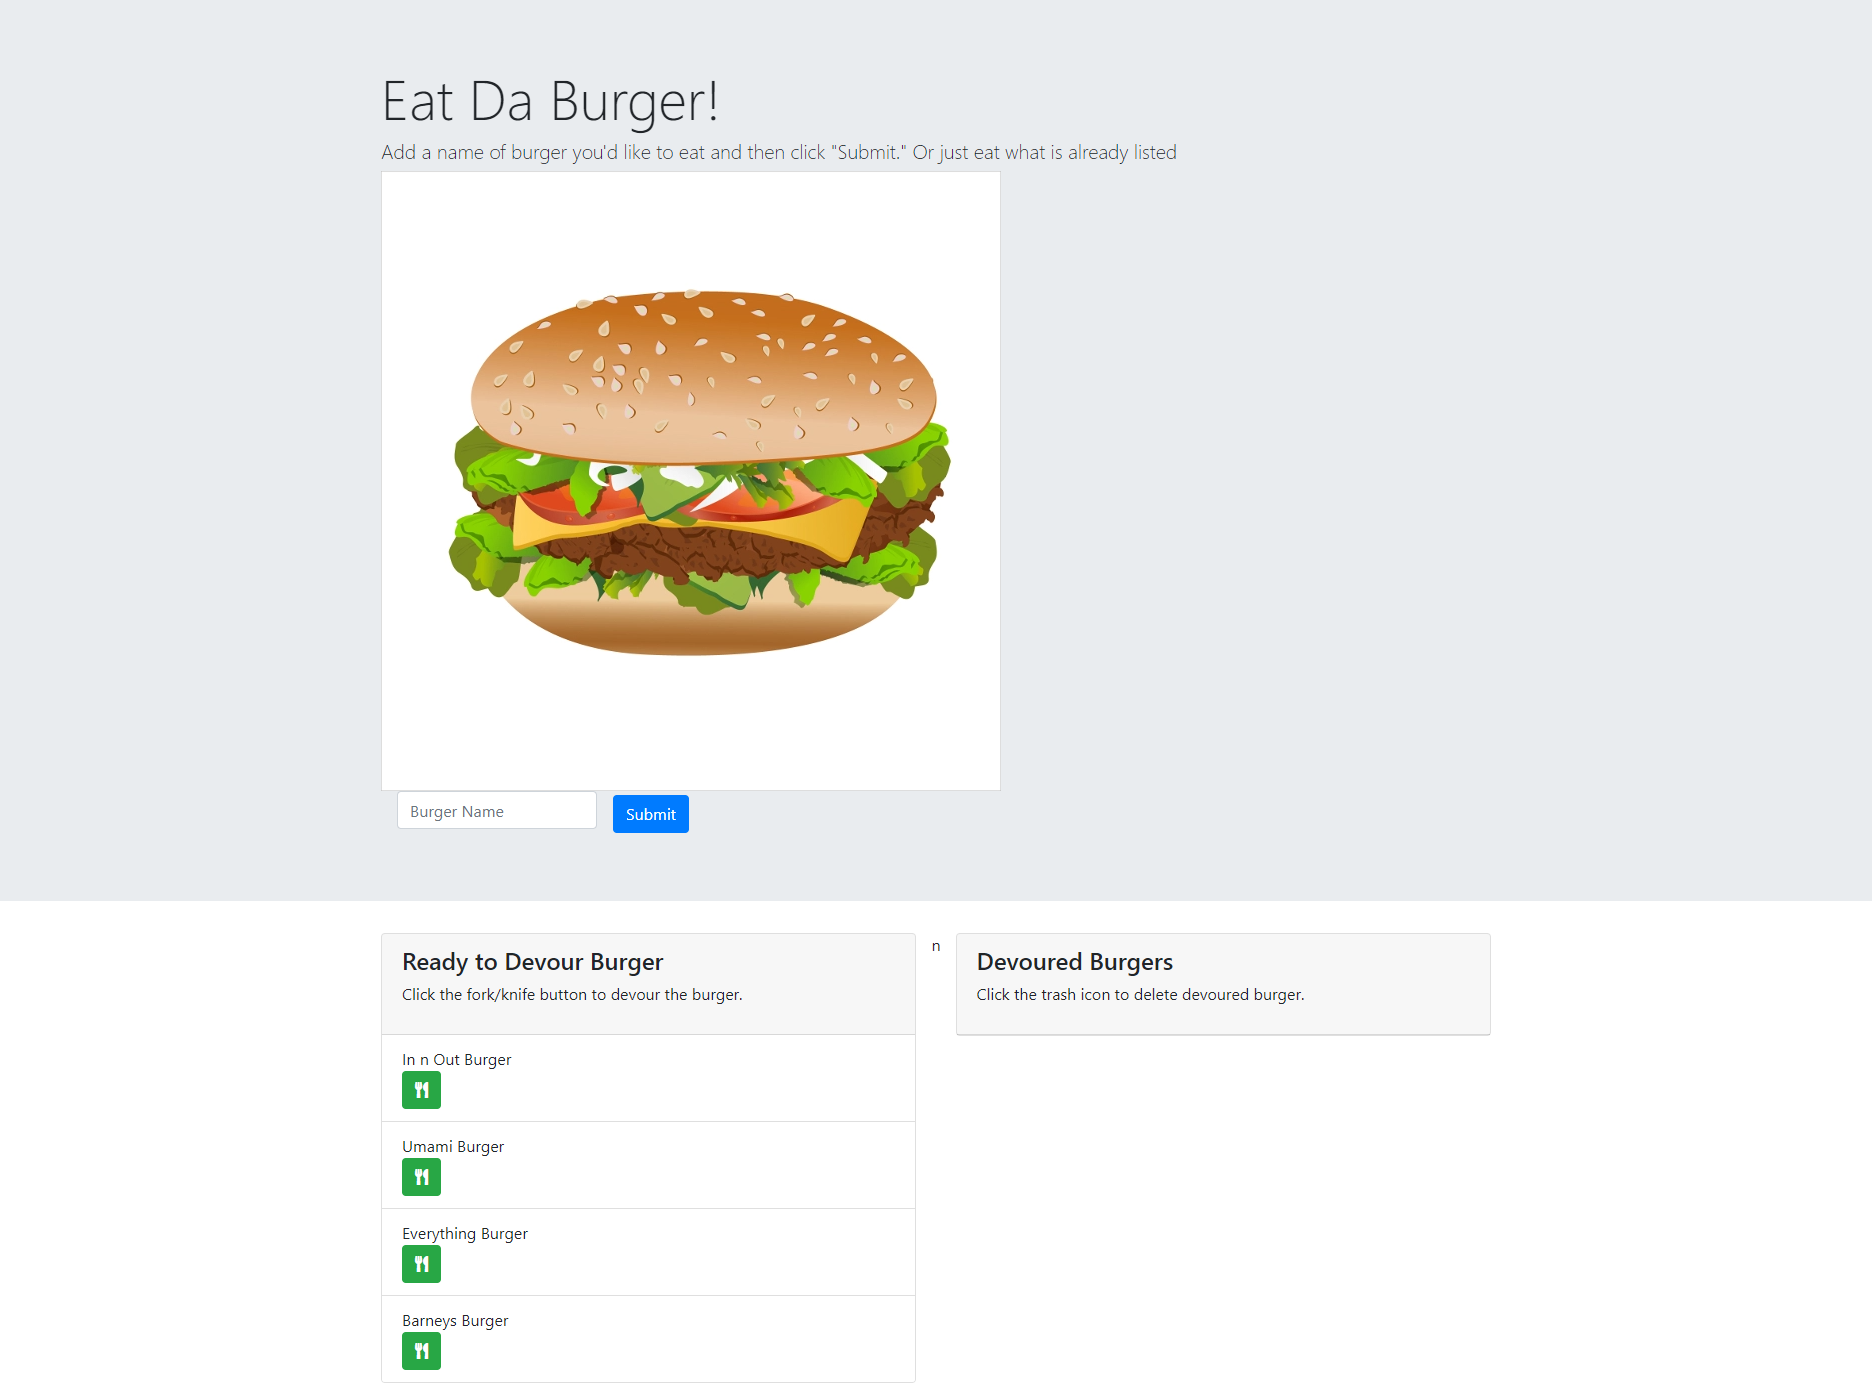 Eat Da Burger!
Add a name of burger you'd like to eat and then click "Submit." Or just eat what is already listed
Burger Name
Submit
Ready to Devour Burger
Click the fork/knife button to devour the burger.
In n Out Burger
Umami Burger
Everything Burger
Barneys Burger
n
Devoured Burgers
Click the trash icon to delete devoured burger.